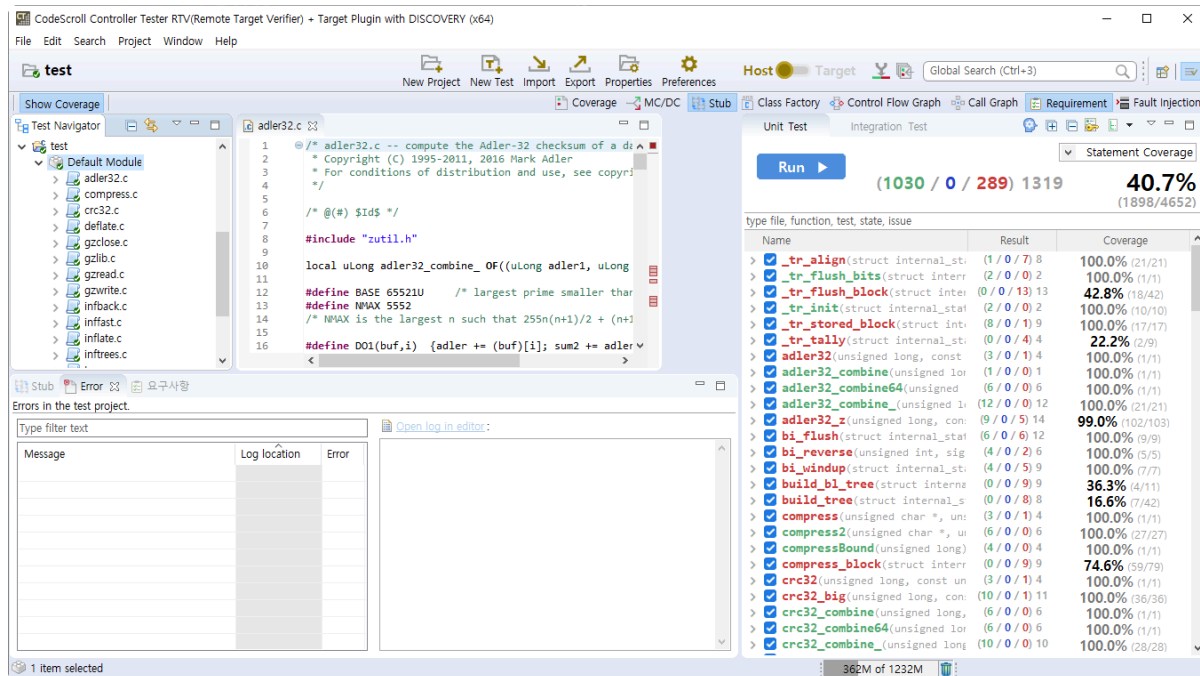 CodeScroll Controller Tester RTV(Remote Target Verifier) + Target Plugin with DISCOVERY (x64)
File Edit Search Project Window Help
test
New Project New Test Import Export Properties Preferences
Host Target
Global Search (Ctrl+3)
Show Coverage
Coverage MC/DC Stub Class Factory Control Flow Graph Call Graph Requirement Fault Injection
Test Navigator
test
Default Module
adler32.c
compress.c
crc32.c
deflate.c
gzclose.c
gzlib.c
gzread.c
gzwrite.c
infback.c
inffast.c
inflate.c
inftrees.c
adler32.c
1 /* adler32.c -- compute the Adler-32 checksum of a da
2 * Copyright (C) 1995-2011, 2016 Mark Adler
3 * For conditions of distribution and use, see copyri
4 */
5
6 /* @(#) $Id$ */
7
8 #include "zutil.h"
9
10 local uLong adler32_combine_ OF((uLong adler1, uLong
11
12 #define BASE 65521U /* largest prime smaller than
13 #define NMAX 5552
14 /* NMAX is the largest n such that 255n(n+1)/2 + (n+1
15
16 #define DO1(buf,i) {adler += (buf)[i]; sum2 += adler
Stub Error 요구사항
Errors in the test project.
Type filter text
Message Log location Error
Open log in editor :
Unit Test Integration Test
Statement Coverage
Run
(1030 / 0 / 289) 1319
40.7%
(1898/4652)
type file, function, test, state, issue
Name Result Coverage
_tr_align(struct internal_sta (1 / 0 / 7) 8 100.0% (21/21)
_tr_flush_bits(struct interr (2 / 0 / 0) 2 100.0% (1/1)
_tr_flush_block(struct inter (0 / 0 / 13) 13 42.8% (18/42)
_tr_init(struct internal_stat (2 / 0 / 0) 2 100.0% (10/10)
_tr_stored_block(struct int (8 / 0 / 1) 9 100.0% (17/17)
_tr_tally(struct internal_sta (0 / 0 / 4) 4 22.2% (2/9)
adler32(unsigned long, const (3 / 0 / 1) 4 100.0% (1/1)
adler32_combine(unsigned lor (1 / 0 / 0) 1 100.0% (1/1)
adler32_combine64(unsigned (6 / 0 / 0) 6 100.0% (1/1)
adler32_combine_(unsigned l (12 / 0 / 0) 12 100.0% (21/21)
adler32_z(unsigned long, con (9 / 0 / 5) 14 99.0% (102/103)
bi_flush(struct internal_stat (6 / 0 / 6) 12 100.0% (9/9)
bi_reverse(unsigned int, sig (4 / 0 / 2) 6 100.0% (5/5)
bi_windup(struct internal_st (4 / 0 / 5) 9 100.0% (7/7)
build_bl_tree(struct interna (0 / 0 / 9) 9 36.3% (4/11)
build_tree(struct internal_s (0 / 0 / 8) 8 16.6% (7/42)
compress(unsigned char *, un (3 / 0 / 1) 4 100.0% (1/1)
compress2(unsigned char *, u (6 / 0 / 0) 6 100.0% (27/27)
compressBound(unsigned long) (4 / 0 / 0) 4 100.0% (1/1)
compress_block(struct interr (0 / 0 / 9) 9 74.6% (59/79)
crc32(unsigned long, const un (3 / 0 / 1) 4 100.0% (1/1)
crc32_big(unsigned long, con (10 / 0 / 1) 11 100.0% (36/36)
crc32_combine(unsigned long, (6 / 0 / 0) 6 100.0% (1/1)
crc32_combine64(unsigned lor (6 / 0 / 0) 6 100.0% (1/1)
crc32_combine_(unsigned long (10 / 0 / 0) 10 100.0% (28/28)
1 item selected
362M of 1232M